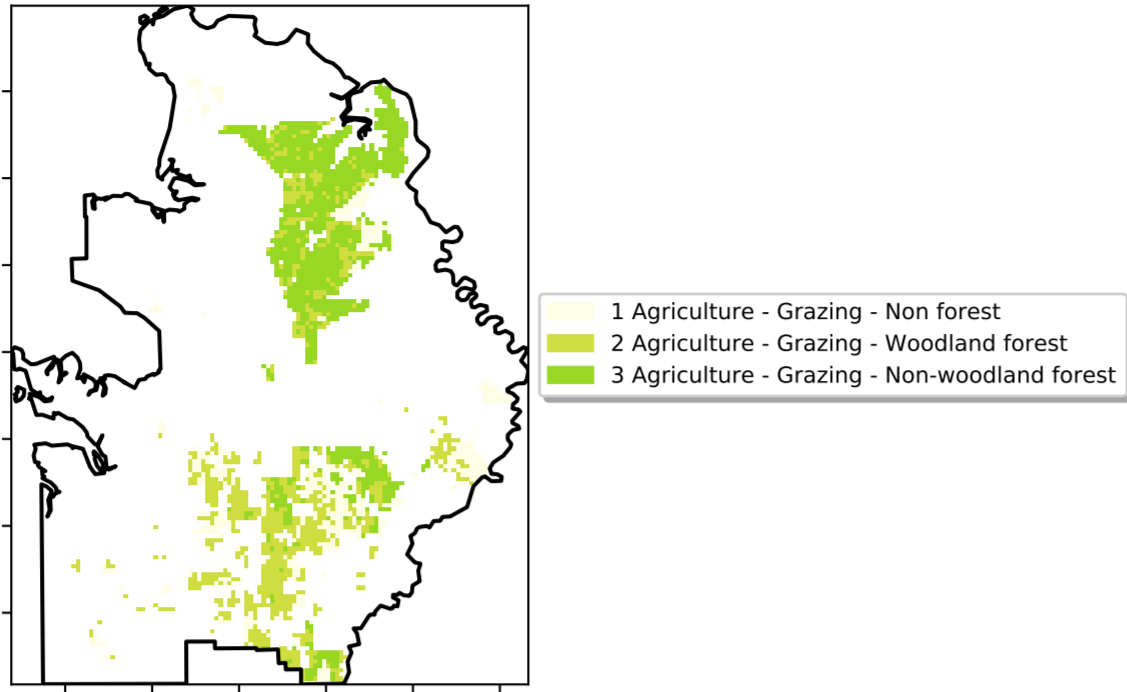 1 Agriculture - Grazing - Non forest
2 Agriculture - Grazing - Woodland forest
3 Agriculture - Grazing - Non-woodland forest